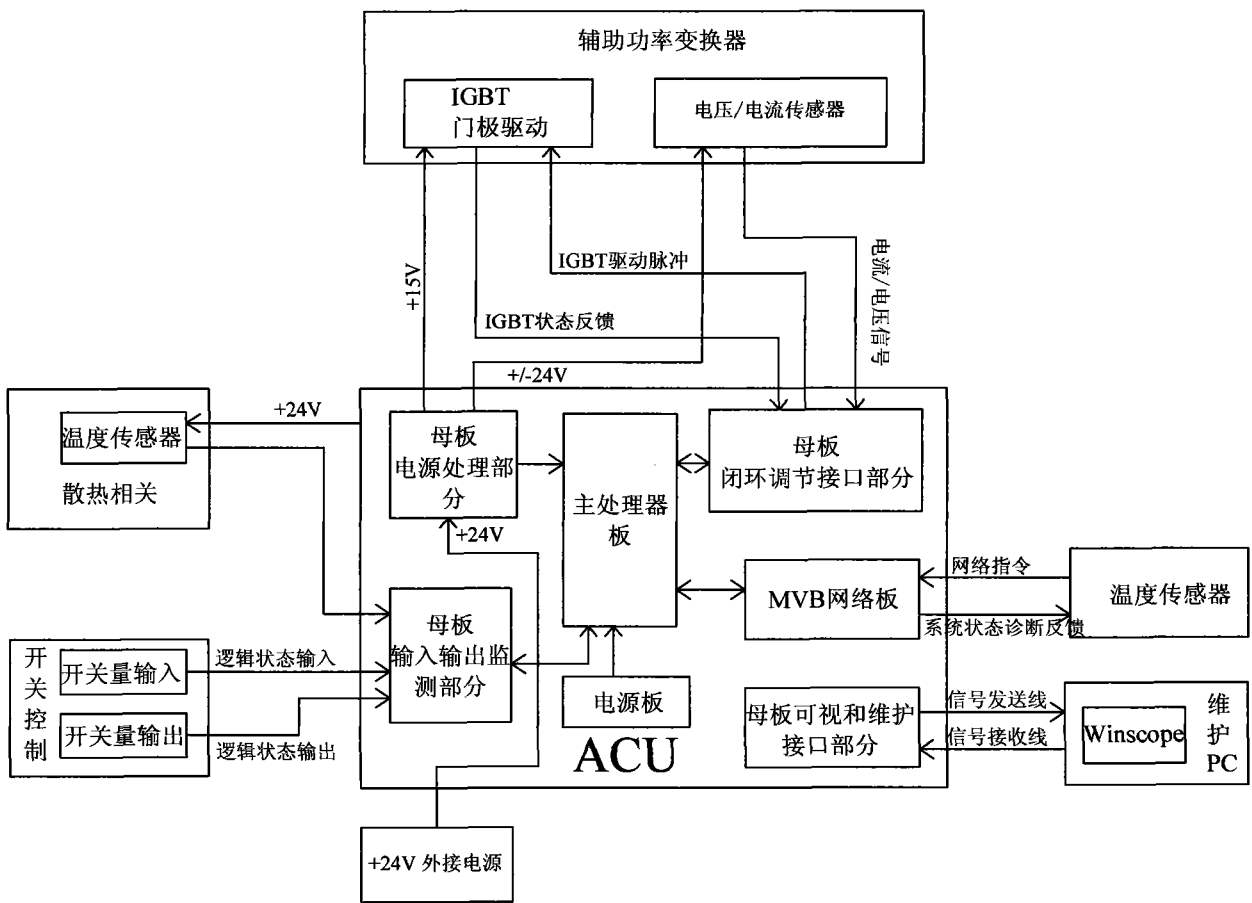 辅助功率变换器
IGBT
门极驱动
电压/电流传感器
+15V
IGBT驱动脉冲
IGBT状态反馈
电流/电压信号
+/-24V
+24V
温度传感器
散热相关
母板
电源处理部
分
+24V
主处理器
板
母板
闭环调节接口部分
MVB网络板
网络指令
系统状态诊断反馈
温度传感器
母板
输入输出监
测部分
开关控制
开关量输入
逻辑状态输入
开关量输出
逻辑状态输出
电源板
ACU
母板可视和维护
接口部分
信号发送线
信号接收线
Winscope
维护
PC
+24V 外接电源